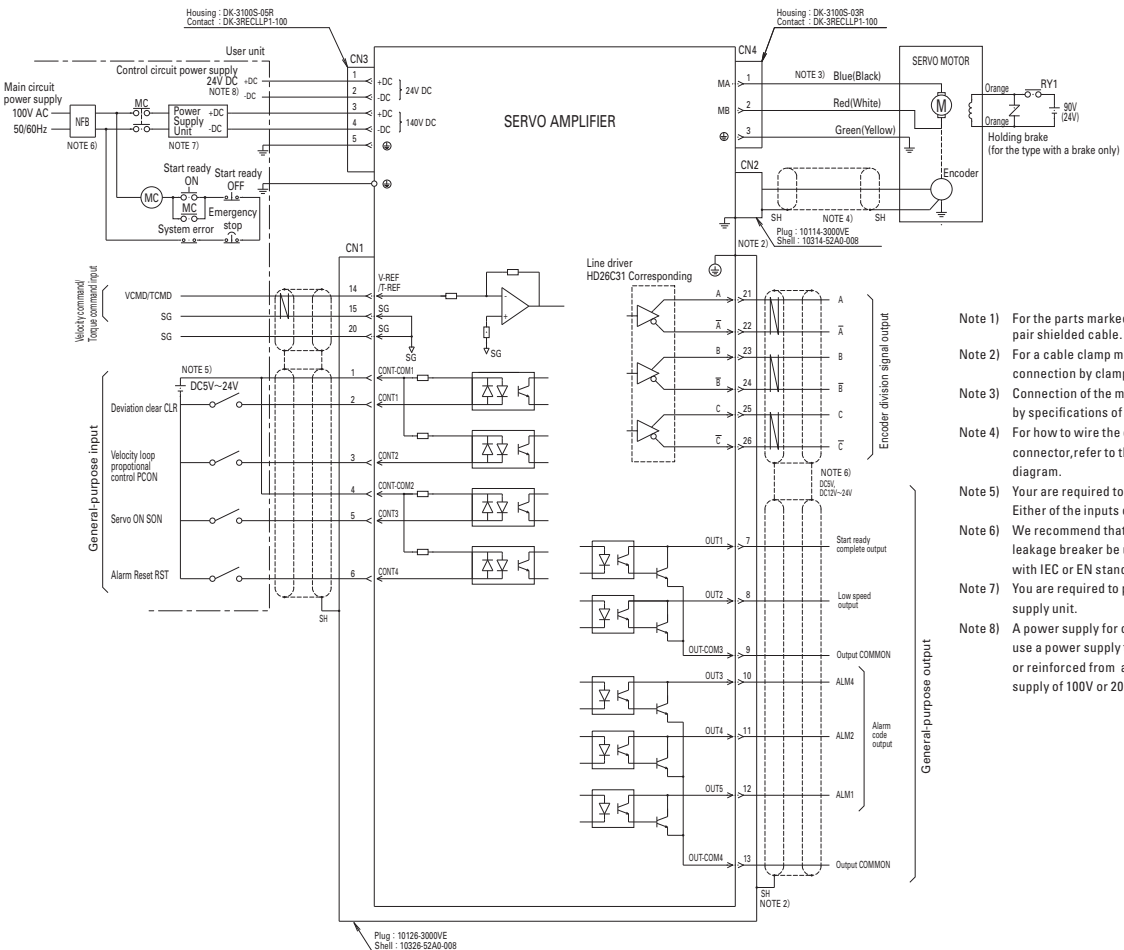 Housing : DK-3100S-05R
Contact : DK-3RECLLP1-100
Housing : DK-3100S-03R
Contact : DK-3RECLLP1-100
User unit
CN3
CN4
SERVO MOTOR
Control circuit power supply
24V DC +DC
NOTE 8) -DC
1 +DC
2 -DC
24V DC
3 +DC
4 -DC
140V DC
5
Main circuit
power supply
100V AC
50/60Hz
NFB
NOTE 6)
MC
Power
Supply
Unit
+DC
-DC
NOTE 7)
SERVO AMPLIFIER
MA 1
NOTE 3) Blue(Black)
MB 2
Red(White)
3
Green(Yellow)
M
Orange
Orange
RY1
90V
(24V)
Holding brake
(for the type with a brake only)
Start ready
ON
Start ready
OFF
MC
MC
Emergency
stop
System error
CN2
Encoder
SH
NOTE 4)
SH
Plug : 10114-3000VE
Shell : 10314-52A0-008
NOTE 2)
CN1
Velocity command/
Torque command input
VCMD/TCMD
SG
SG
14
V-REF
/T-REF
15 SG
20 SG
SG
SG
-
+
Line driver
HD26C31 Corresponding
A 21 A
A 22 A
B 23 B
B 24 B
C 25 C
C 26 C
Encoder division signal output
NOTE 6)
DC5V,
DC12V~24V
General-purpose input
NOTE 5)
DC5V~24V
Deviation clear CLR
Velocity loop
propotional
control PCON
Servo ON SON
Alarm Reset RST
1 CONT-COM1
2 CONT1
3 CONT2
4 CONT-COM2
5 CONT3
6 CONT4
SH
OUT1 7
Start ready
complete output
OUT2 8
Low speed
output
OUT-COM3 9
Output COMMON
OUT3 10 ALM4
OUT4 11 ALM2
OUT5 12 ALM1
Alarm
code
output
OUT-COM4 13
Output COMMON
General-purpose output
SH
NOTE 2)
Plug : 10126-3000VE
Shell : 10326-52A0-008
Note 1) For the parts marked
pair shielded cable.
Note 2) For a cable clamp m
connection by clamp
Note 3) Connection of the m
by specifications of
Note 4) For how to wire the
connector,refer to th
diagram.
Note 5) Your are required to
Either of the inputs
Note 6) We recommend that
leakage breaker be
with IEC or EN stand
Note 7) You are required to p
supply unit.
Note 8) A power supply for c
use a power supply
or reinforced from a
supply of 100V or 20